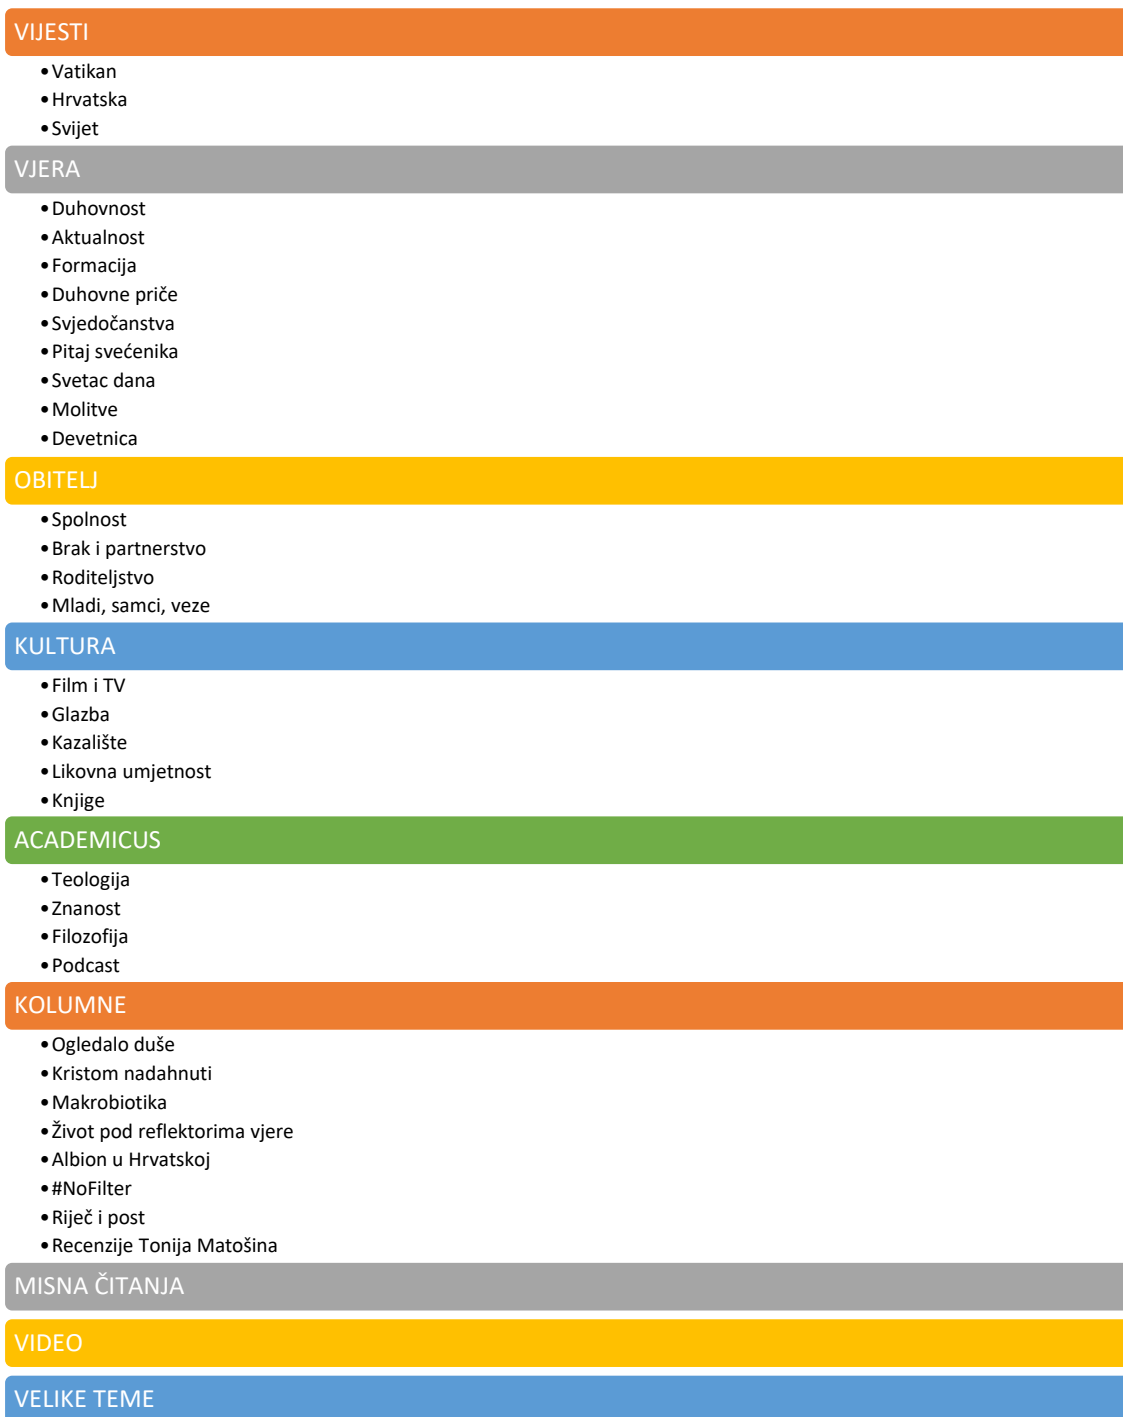 VIJESTI
•Vatikan
•Hrvatska
•Svijet
VJERA
•Duhovnost
•Aktualnost
•Formacija
•Duhovne priče
•Svjedočanstva
•Pitaj svećenika
•Svetac dana
•Molitve
•Devetnica
OBITELJ
•Spolnost
•Brak i partnerstvo
•Roditeljstvo
•Mladi, samci, veze
KULTURA
•Film i TV
•Glazba
•Kazalište
•Likovna umjetnost
•Knjige
ACADEMICUS
•Teologija
•Znanost
•Filozofija
•Podcast
KOLUMNE
•Ogledalo duše
•Kristom nadahnuti
•Makrobiotika
•Život pod reflektorima vjere
•Albion u Hrvatskoj
•#NoFilter
•Riječ i post
•Recenzije Tonija Matošina
MISNA ČITANJA
VIDEO
VELIKE TEME